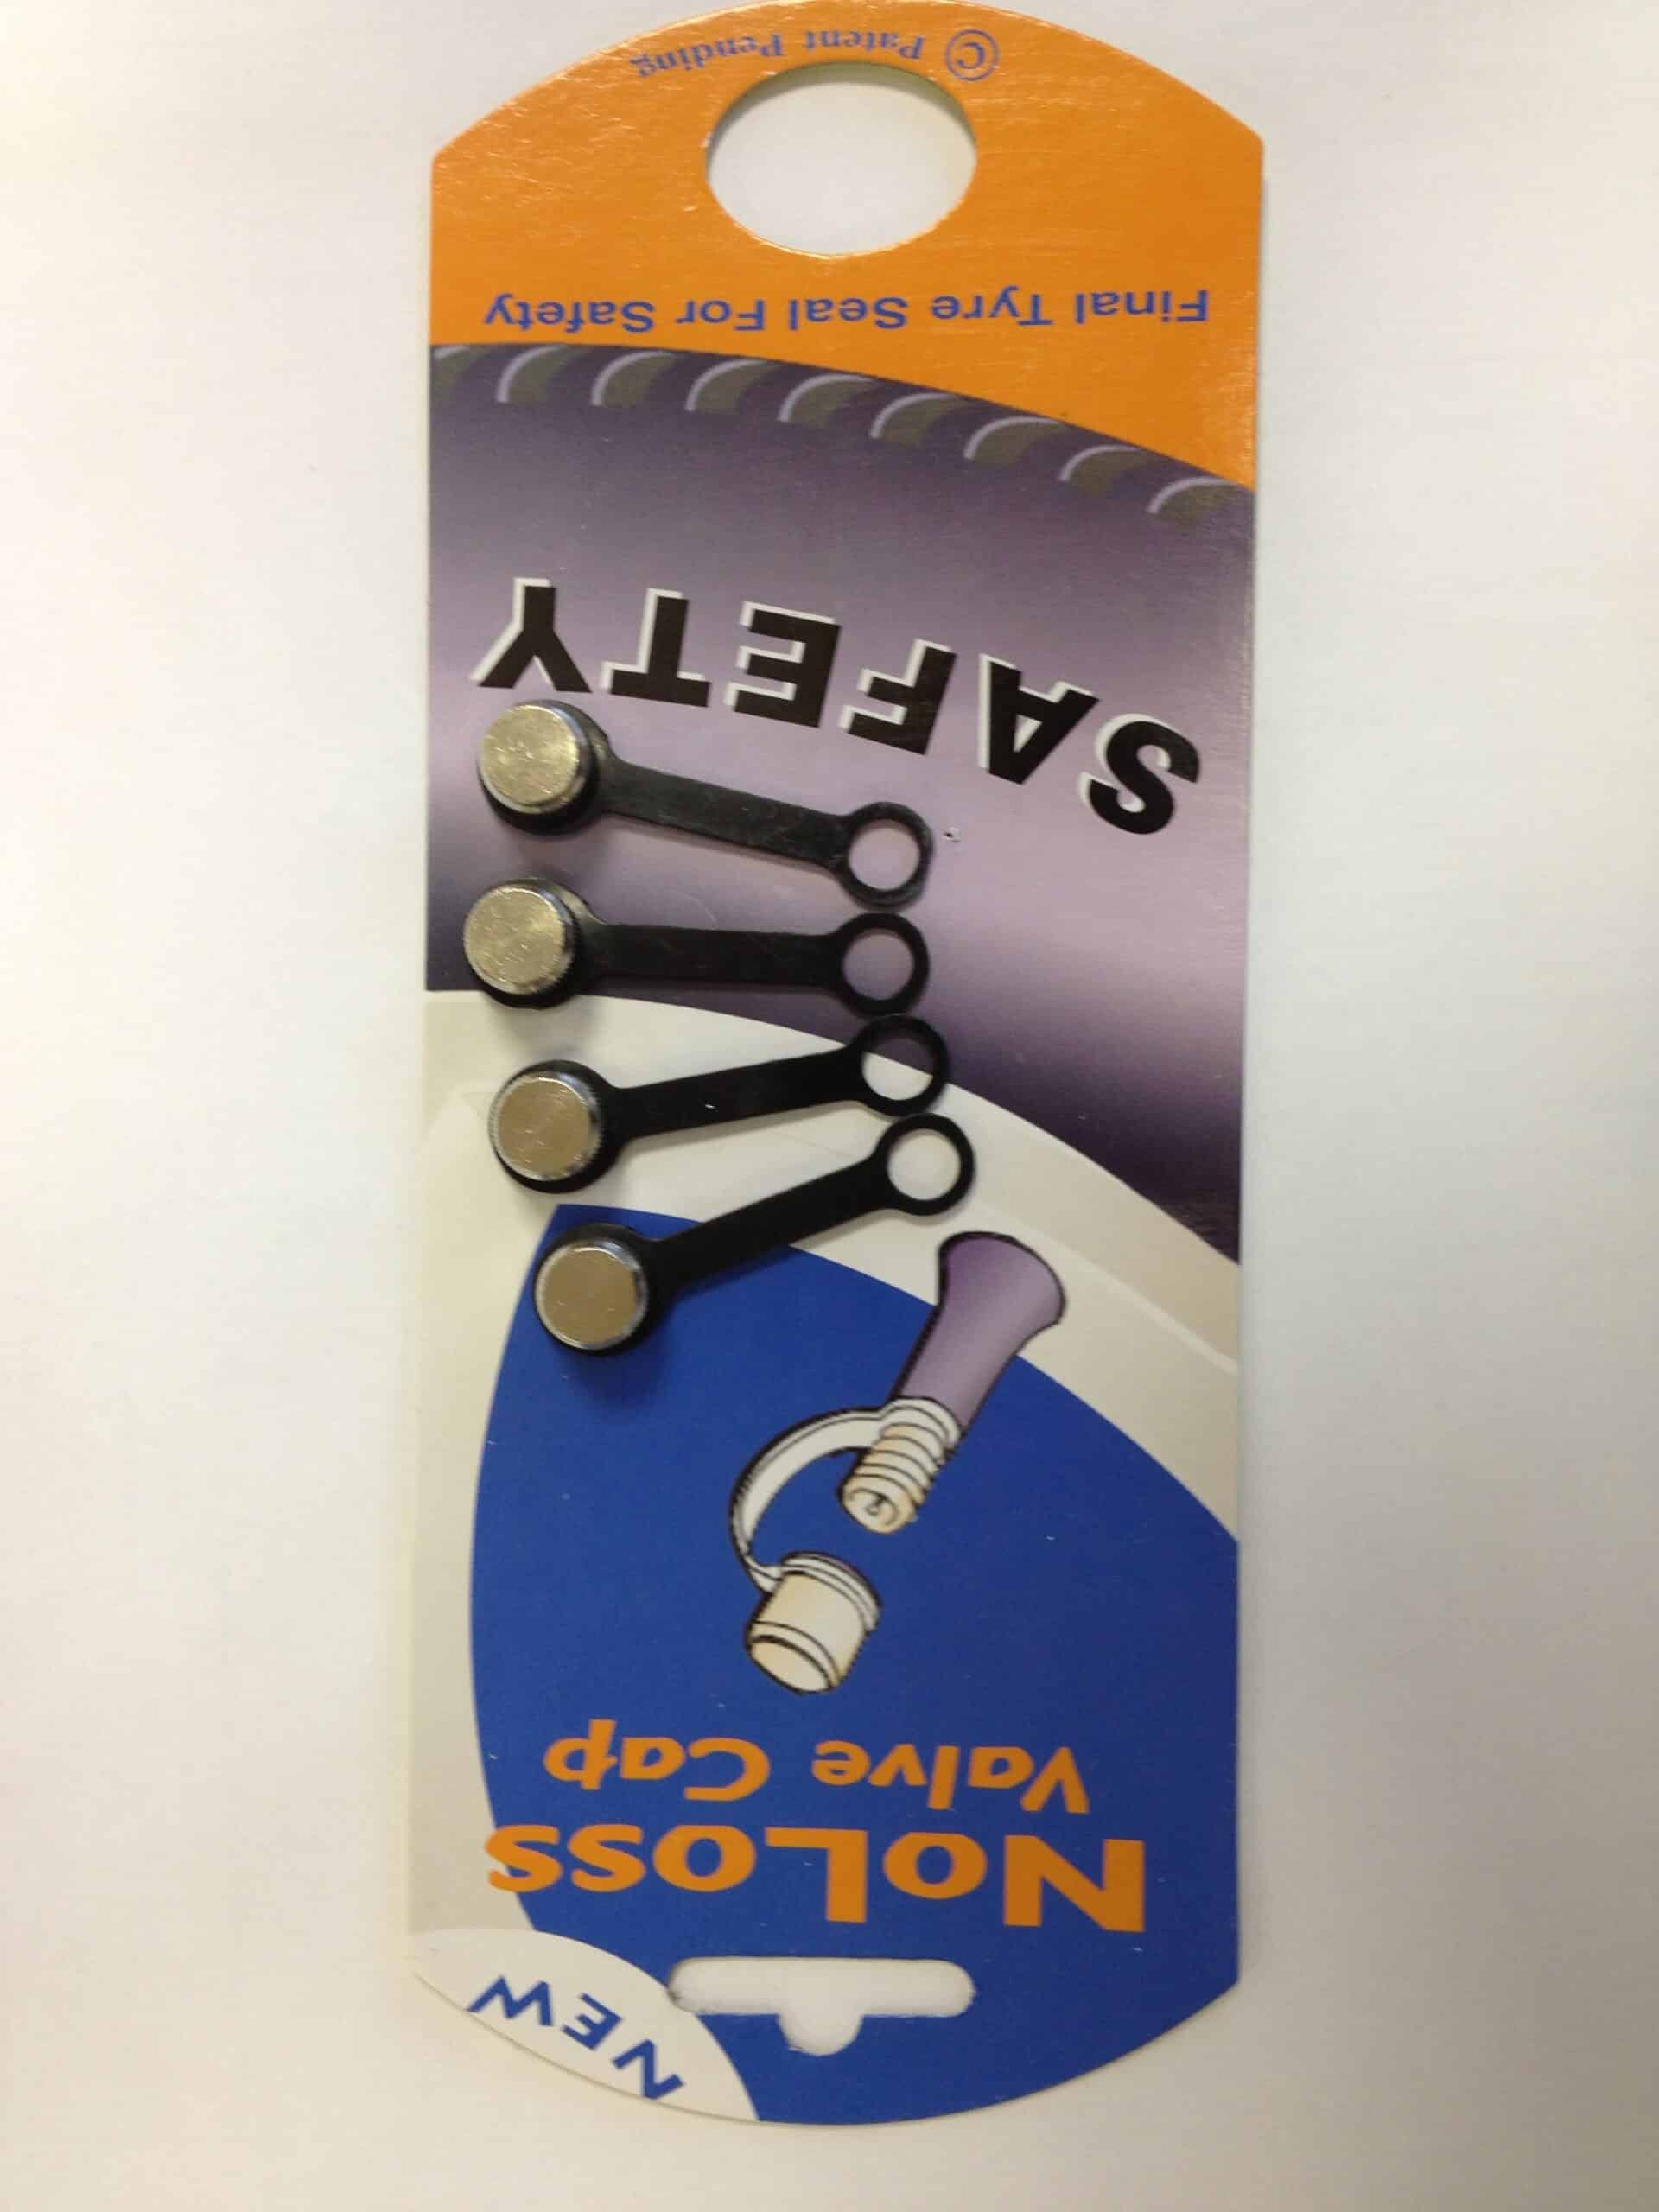 NEW
NoLoss
Valve Cap
SAFETY
Final Tyre Seal For Safety
© Patent Pending